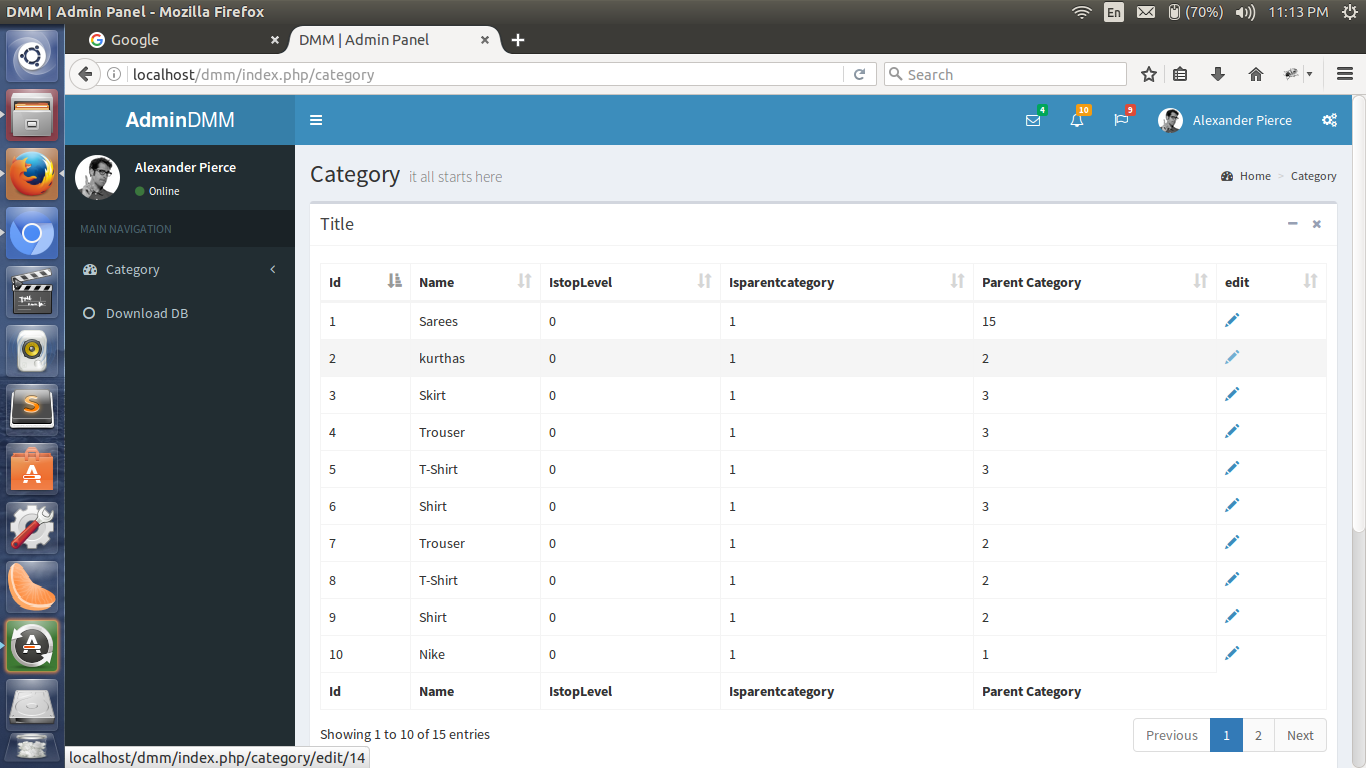 DMM | Admin Panel - Mozilla Firefox
En (70%) 11:13 PM
Google DMM | Admin Panel
localhost/dmm/index.php/category Search
AdminDMM 4 10 9 Alexander Pierce
Alexander Pierce
Online
MAIN NAVIGATION
Category
Download DB
Category it all starts here Home > Category
Title
Id Name IstopLevel Isparentcategory Parent Category edit
1 Sarees 0 1 15
2 kurthas 0 1 2
3 Skirt 0 1 3
4 Trouser 0 1 3
5 T-Shirt 0 1 3
6 Shirt 0 1 3
7 Trouser 0 1 2
8 T-Shirt 0 1 2
9 Shirt 0 1 2
10 Nike 0 1 1
Id Name IstopLevel Isparentcategory Parent Category
Showing 1 to 10 of 15 entries Previous 1 2 Next
localhost/dmm/index.php/category/edit/14